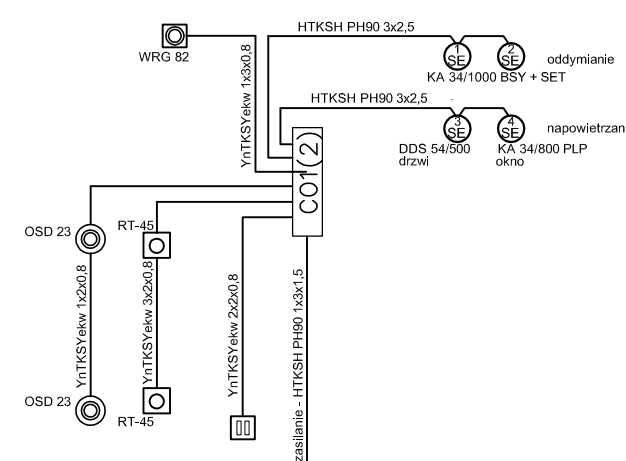 HTKSH PH90 3x2,5
WRG 82
1
SE
2
SE
oddymianie
KA 34/1000 BSY + SET
YnTKSYekw 1x3x0,8
HTKSH PH90 3x2,5
3
SE
4
SE
napowietrzan
DDS 54/500
drzwi
KA 34/800 PLP
okno
CO1(2)
OSD 23
RT-45
YnTKSYekw 1x2x0,8
YnTKSYekw 3x2x0,8
YnTKSYekw 2x2x0,8
zasilanie - HTKSH PH90 1x3x1,5
OSD 23
RT-45